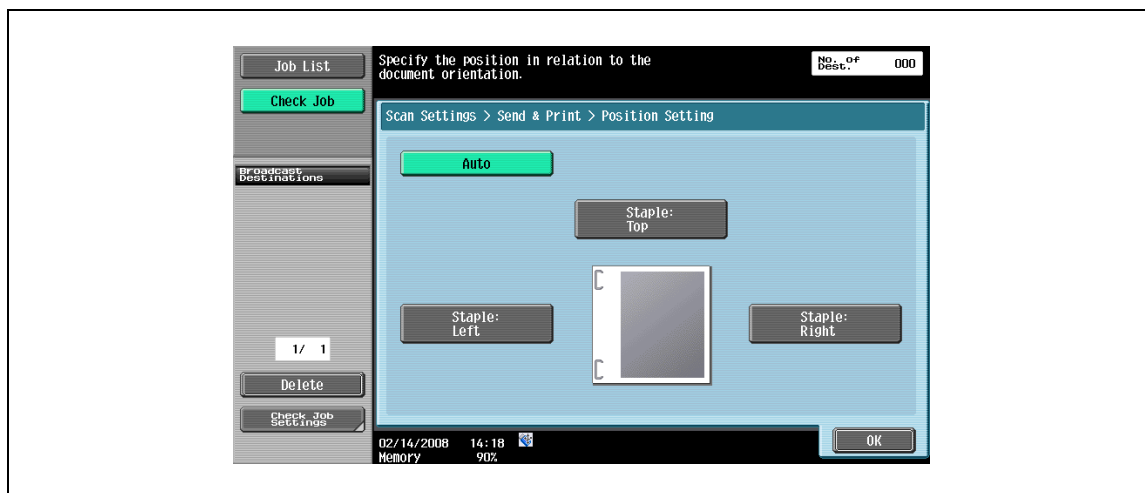 Job List
Check Job
Broadcast
Destinations
1/ 1
Delete
Check Job
Settings
Specify the position in relation to the
document orientation.
No. of
Dest. 000
Scan Settings > Send & Print > Position Setting
Auto
Staple:
Top
Staple:
Left
Staple:
Right
OK
02/14/2008 14:18
Memory 90%